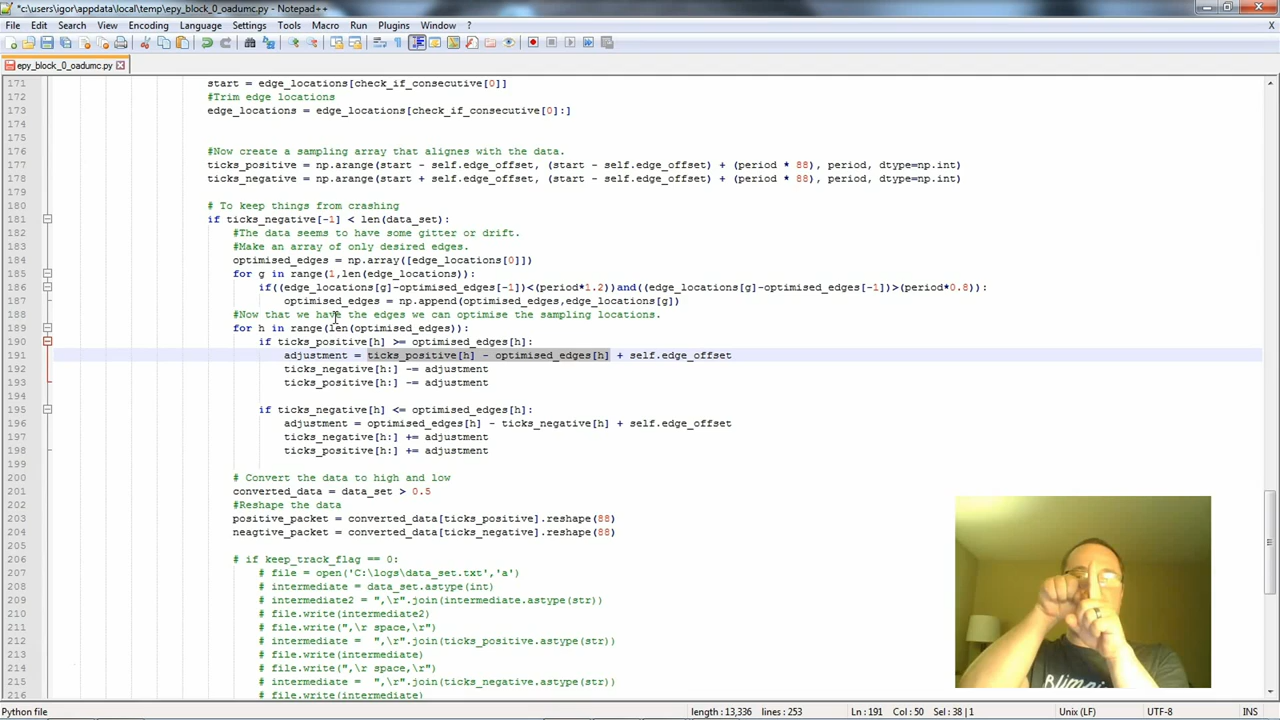 *c:\users\igor\appdata\local\temp\epy_block_0_oadumc.py - Notepad++
File Edit Search View Encoding Language Settings Tools Macro Run Plugins Window ?
epy_block_0_oadumc.py
171 start = edge_locations[check_if_consecutive[0]]
172 #Trim edge locations
173 edge_locations = edge_locations[check_if_consecutive[0]:]
174
175
176 #Now create a sampling array that alignes with the data.
177 ticks_positive = np.arange(start - self.edge_offset, (start - self.edge_offset) + (period * 88), period, dtype=np.int)
178 ticks_negative = np.arange(start + self.edge_offset, (start - self.edge_offset) + (period * 88), period, dtype=np.int)
179
180 # To keep things from crashing
181 if ticks_negative[-1] < len(data_set):
182 #The data seems to have some gitter or drift.
183 #Make an array of only desired edges.
184 optimised_edges = np.array([edge_locations[0]])
185 for g in range(1,len(edge_locations)):
186 if((edge_locations[g]-optimised_edges[-1])<(period*1.2))and((edge_locations[g]-optimised_edges[-1])>(period*0.8)):
187 optimised_edges = np.append(optimised_edges,edge_locations[g])
188 #Now that we have the edges we can optimise the sampling locations.
189 for h in range(len(optimised_edges)):
190 if ticks_positive[h] >= optimised_edges[h]:
191 adjustment = ticks_positive[h] - optimised_edges[h] + self.edge_offset
192 ticks_negative[h:] -= adjustment
193 ticks_positive[h:] -= adjustment
194
195 if ticks_negative[h] <= optimised_edges[h]:
196 adjustment = optimised_edges[h] - ticks_negative[h] + self.edge_offset
197 ticks_negative[h:] += adjustment
198 ticks_positive[h:] += adjustment
199
200 # Convert the data to high and low
201 converted_data = data_set > 0.5
202 #Reshape the data
203 positive_packet = converted_data[ticks_positive].reshape(88)
204 neagtive_packet = converted_data[ticks_negative].reshape(88)
205
206 # if keep_track_flag == 0:
207 # file = open('C:\logs\data_set.txt','a')
208 # intermediate = data_set.astype(int)
209 # intermediate2 = ",\r".join(intermediate.astype(str))
210 # file.write(intermediate2)
211 # file.write(",\r space,\r")
212 # intermediate = ",\r".join(ticks_positive.astype(str))
213 # file.write(intermediate)
214 # file.write(",\r space,\r")
215 # intermediate = ",\r".join(ticks_negative.astype(str))
216 # file.write(intermediate)
Python file length : 13,336 lines : 253 Ln : 191 Col : 50 Sel : 38 | 1 Unix (LF) UTF-8 INS